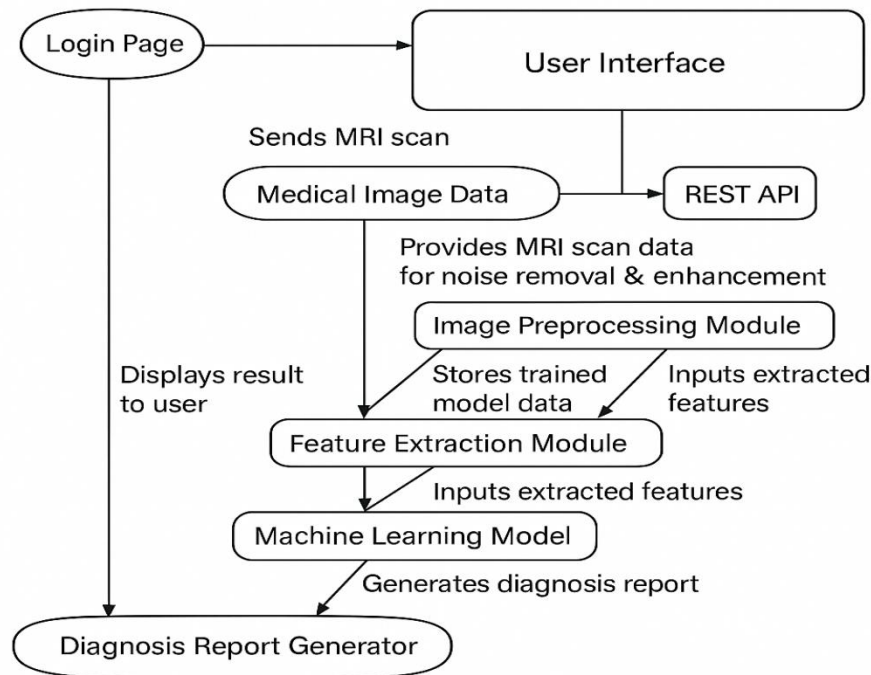 Login Page
User Interface
Sends MRI scan
Medical Image Data
REST API
Provides MRI scan data
for noise removal & enhancement
Image Preprocessing Module
Displays result
to user
Stores trained
model data
Inputs extracted
features
Feature Extraction Module
Inputs extracted features
Machine Learning Model
Generates diagnosis report
Diagnosis Report Generator